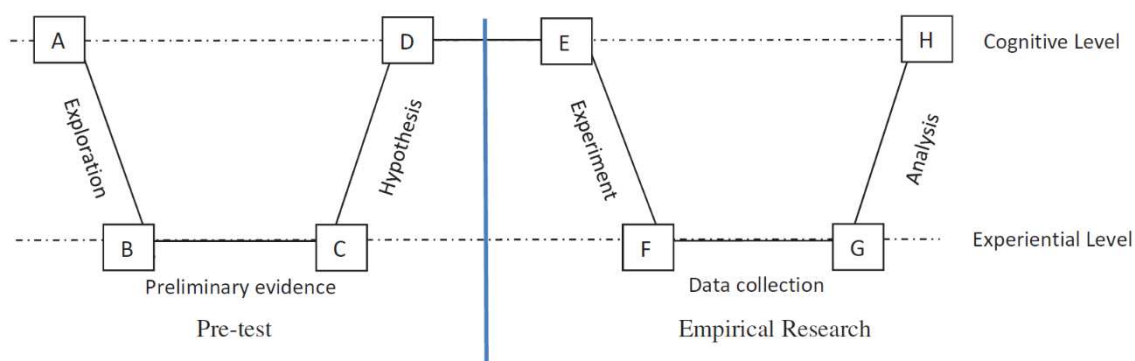 A
D
E
H
Cognitive Level
Exploration
Hypothesis
Experiment
Analysis
B
C
F
G
Experiential Level
Preliminary evidence
Data collection
Pre-test
Empirical Research